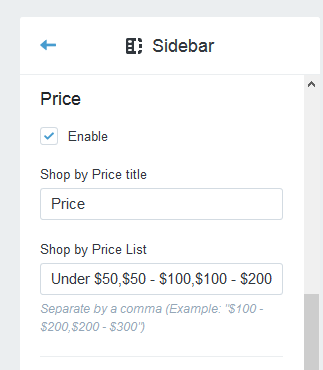 Sidebar
Price
Enable
Shop by Price title
Price
Shop by Price List
Under $50,$50 - $100,$100 - $200
Separate by a comma (Example: "$100 -
$200,$200 - $300")